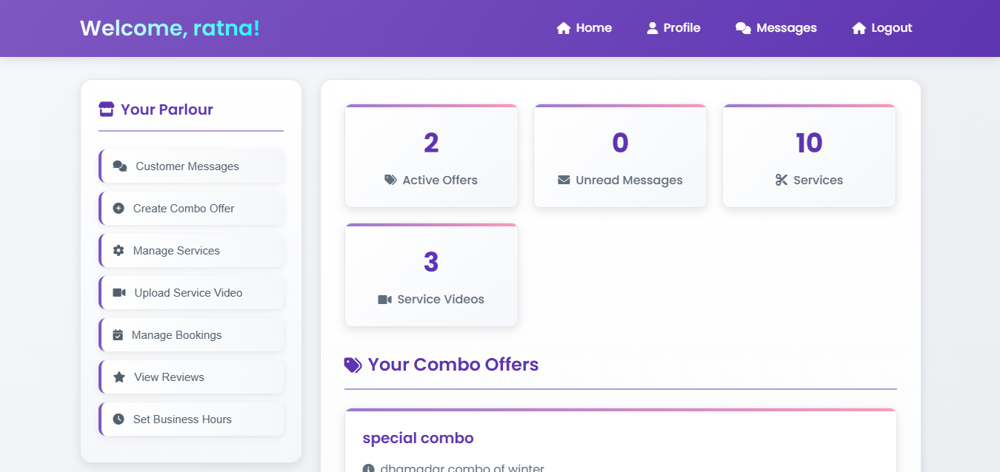 Welcome, ratna!
Home
Profile
Messages
Logout
Your Parlour
Customer Messages
Create Combo Offer
Manage Services
Upload Service Video
Manage Bookings
View Reviews
Set Business Hours
2
Active Offers
0
Unread Messages
10
Services
3
Service Videos
Your Combo Offers
special combo
dhamadar combo of winter